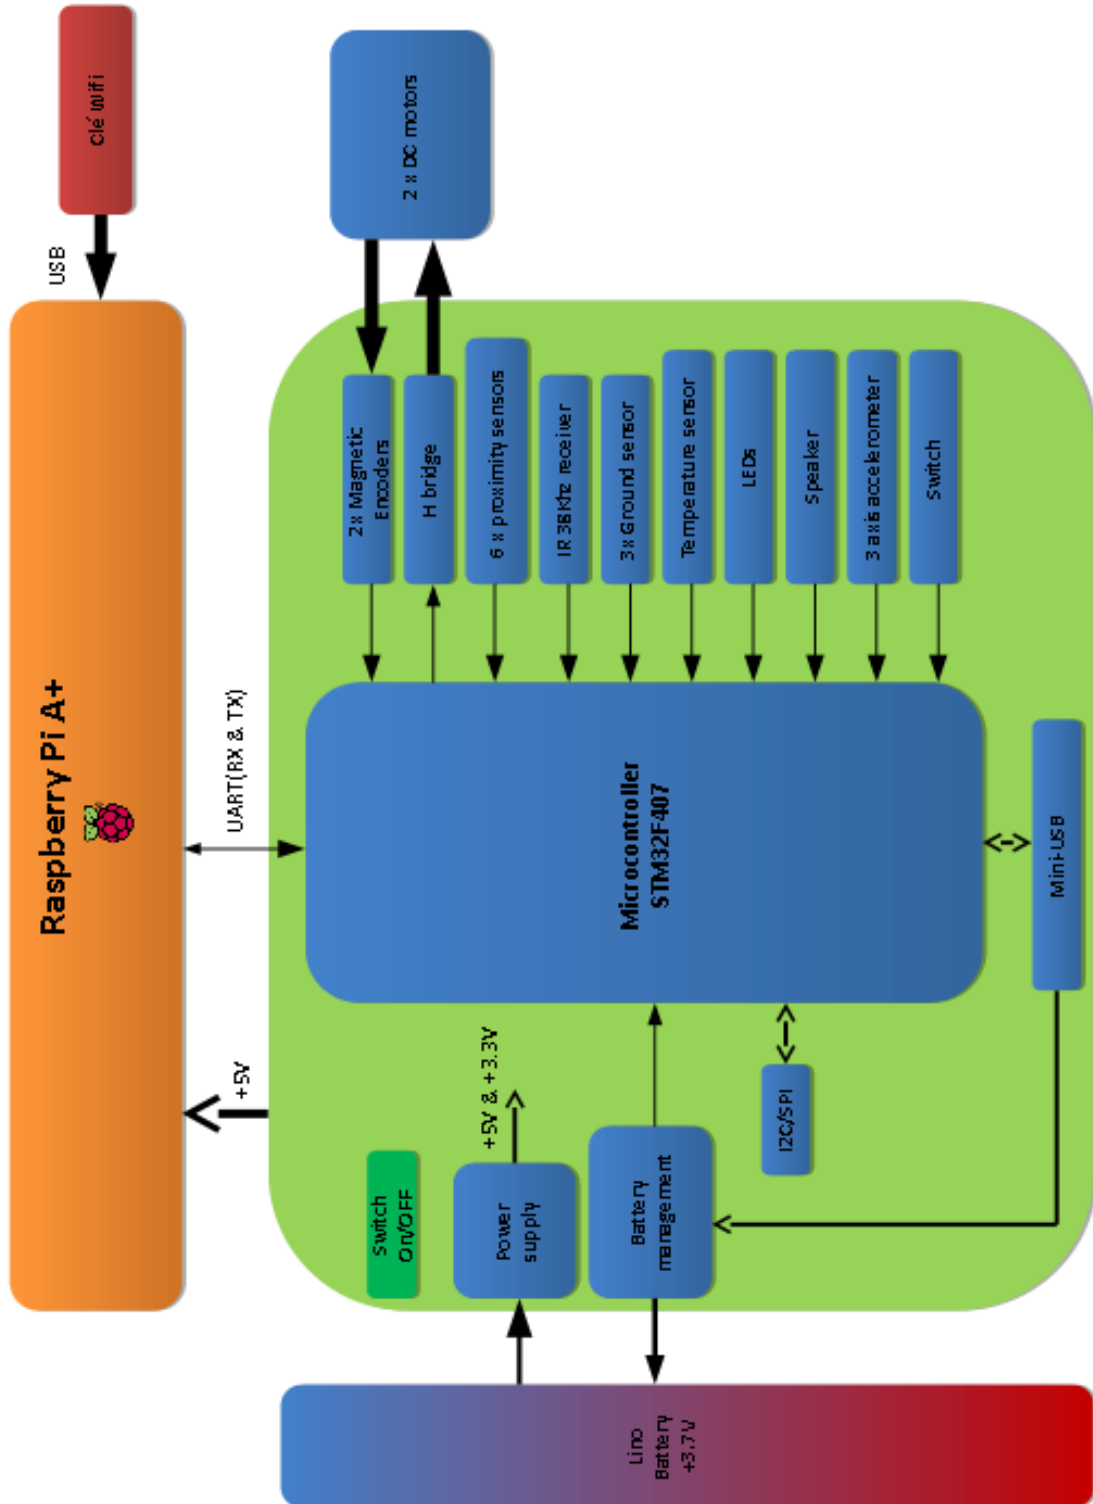 Clé Wifi
USB
Raspberry Pi A+
UART(RX & TX)
+5V
2 x DC motors
2x Magnetic
Encoders
H bridge
6 x proximity sensors
IR 38Khz receiver
3x Ground sensor
Temperature sensor
LEDs
Speaker
3 axis accelerometer
Switch
Microcontroller
STM32F407
Mini-USB
I2C/SPI
+5V & +3.3V
Switch
On/OFF
Power
supply
Battery
management
Lino
Battery
+3.7V